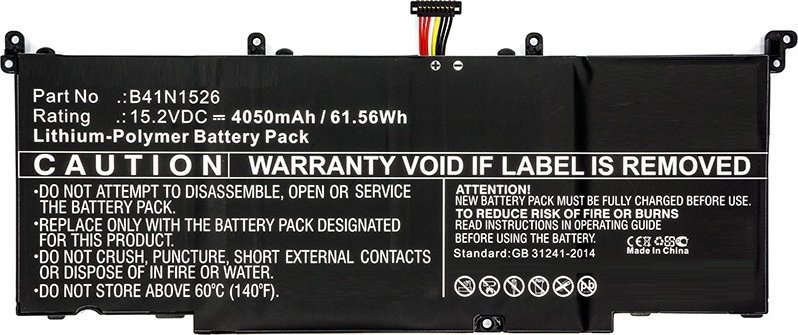 Part No .:B41N1526
Rating .:15.2VDC ⎓ 4050mAh / 61.56Wh
Lithium-Polymer Battery Pack
CAUTION WARRANTY VOID IF LABEL IS REMOVED
•DO NOT ATTEMPT TO DISASSEMBLE, OPEN OR SERVICE
THE BATTERY PACK.
•REPLACE ONLY WITH THE BATTERY PACK DESIGNATED
FOR THIS PRODUCT.
•DO NOT CRUSH, PUNCTURE, SHORT EXTERNAL CONTACTS
OR DISPOSE OF IN FIRE OR WATER.
•DO NOT STORE ABOVE 60°C (140°F).
ATTENTION!
NEW BATTERY PACK MUST BE FULLY CHARGED BEFORE USE.
TO REDUCE RISK OF FIRE OR BURNS
READ INSTRUCTIONS IN OPERATING GUIDE
BEFORE USING THE BATTERY.
Standard:GB 31241-2014
Made in China